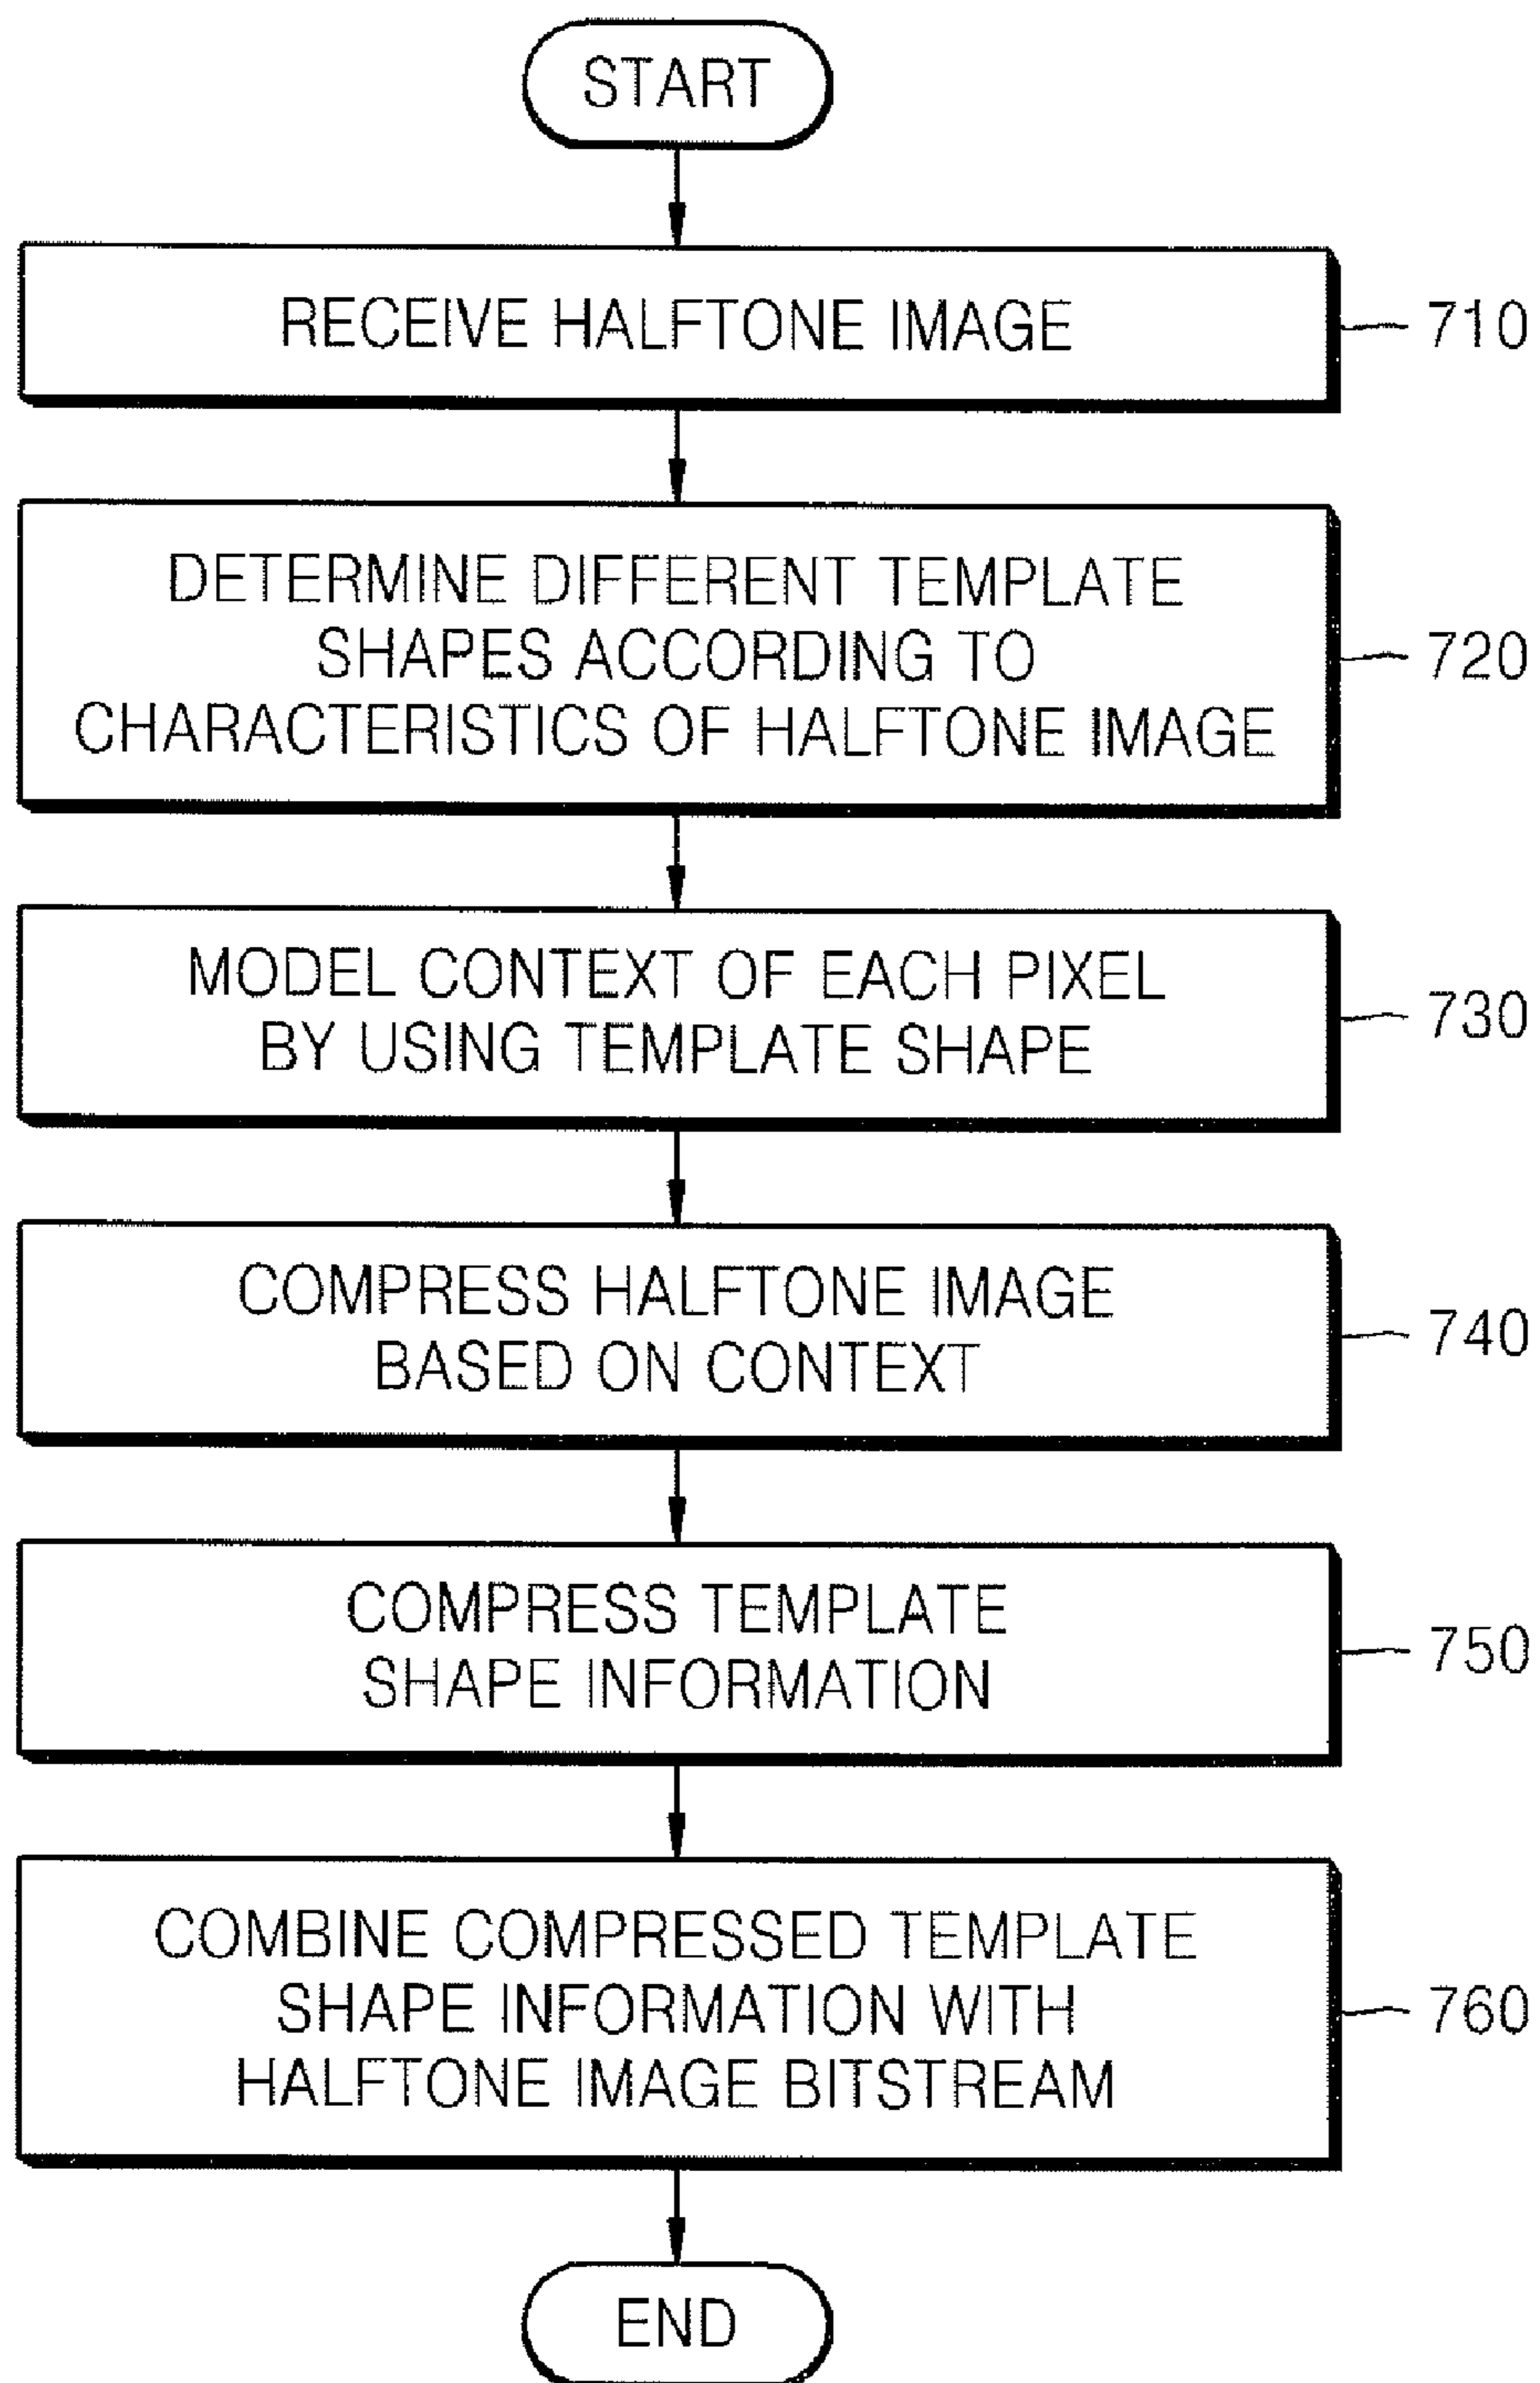 START
RECEIVE HALFTONE IMAGE
710
DETERMINE DIFFERENT TEMPLATE
SHAPES ACCORDING TO
CHARACTERISTICS OF HALFTONE IMAGE
720
MODEL CONTEXT OF EACH PIXEL
BY USING TEMPLATE SHAPE
730
COMPRESS HALFTONE IMAGE
BASED ON CONTEXT
740
COMPRESS TEMPLATE
SHAPE INFORMATION
750
COMBINE COMPRESSED TEMPLATE
SHAPE INFORMATION WITH
HALFTONE IMAGE BITSTREAM
760
END